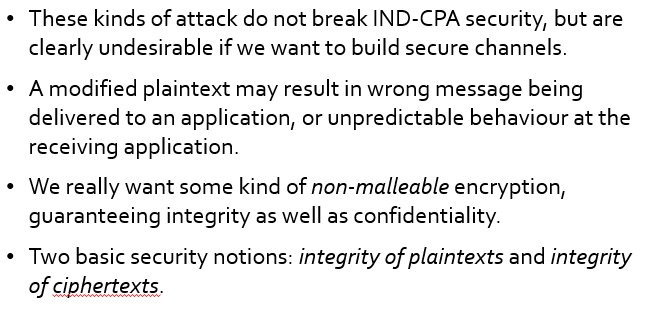 • These kinds of attack do not break IND-CPA security, but are
clearly undesirable if we want to build secure channels.
• A modified plaintext may result in wrong message being
delivered to an application, or unpredictable behaviour at the
receiving application.
• We really want some kind of non-malleable encryption,
guaranteeing integrity as well as confidentiality.
• Two basic security notions: integrity of plaintexts and integrity
of ciphertexts.